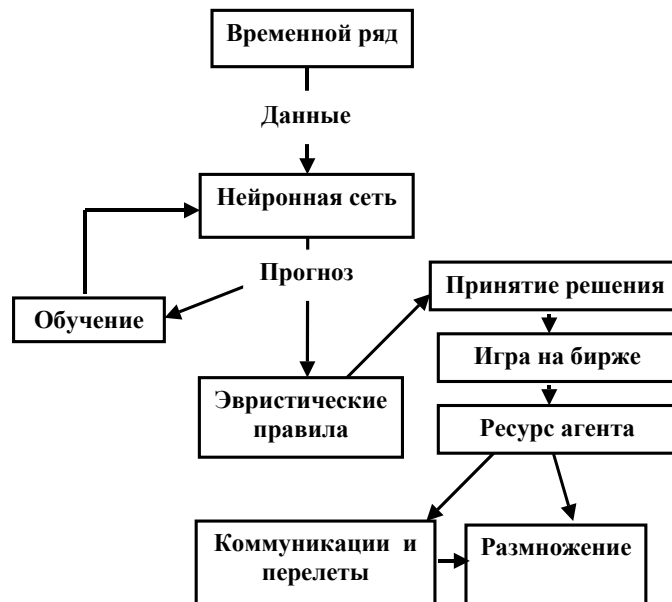 Временной ряд
Данные
Нейронная сеть
Прогноз
Принятие решения
Обучение
Игра на бирже
Эвристические
правила
Ресурс агента
Коммуникации и
перелеты
Размножение